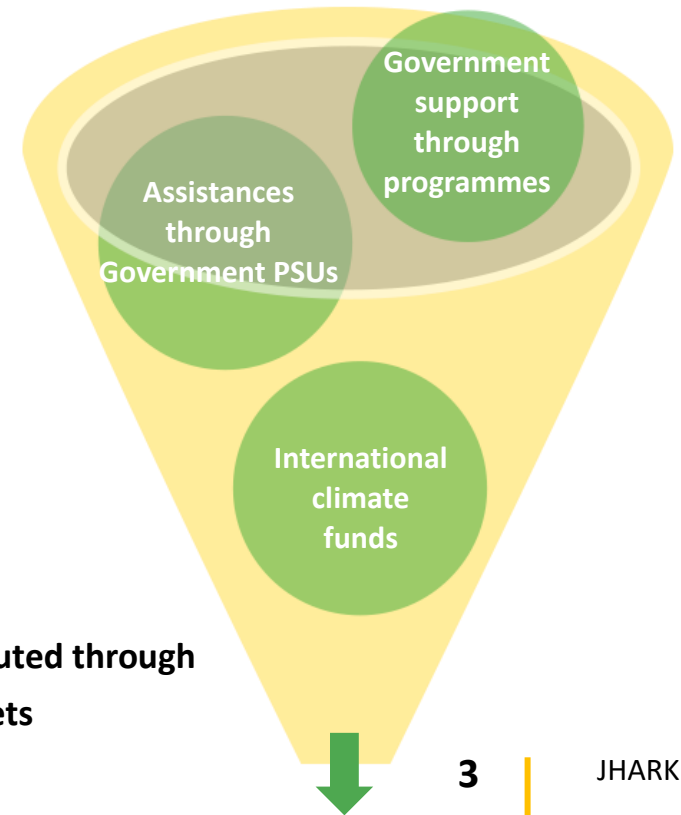 Government
support
through
programmes
Assistances
through
Government PSUs
International
climate
funds
uted through
ets
3
JHARK